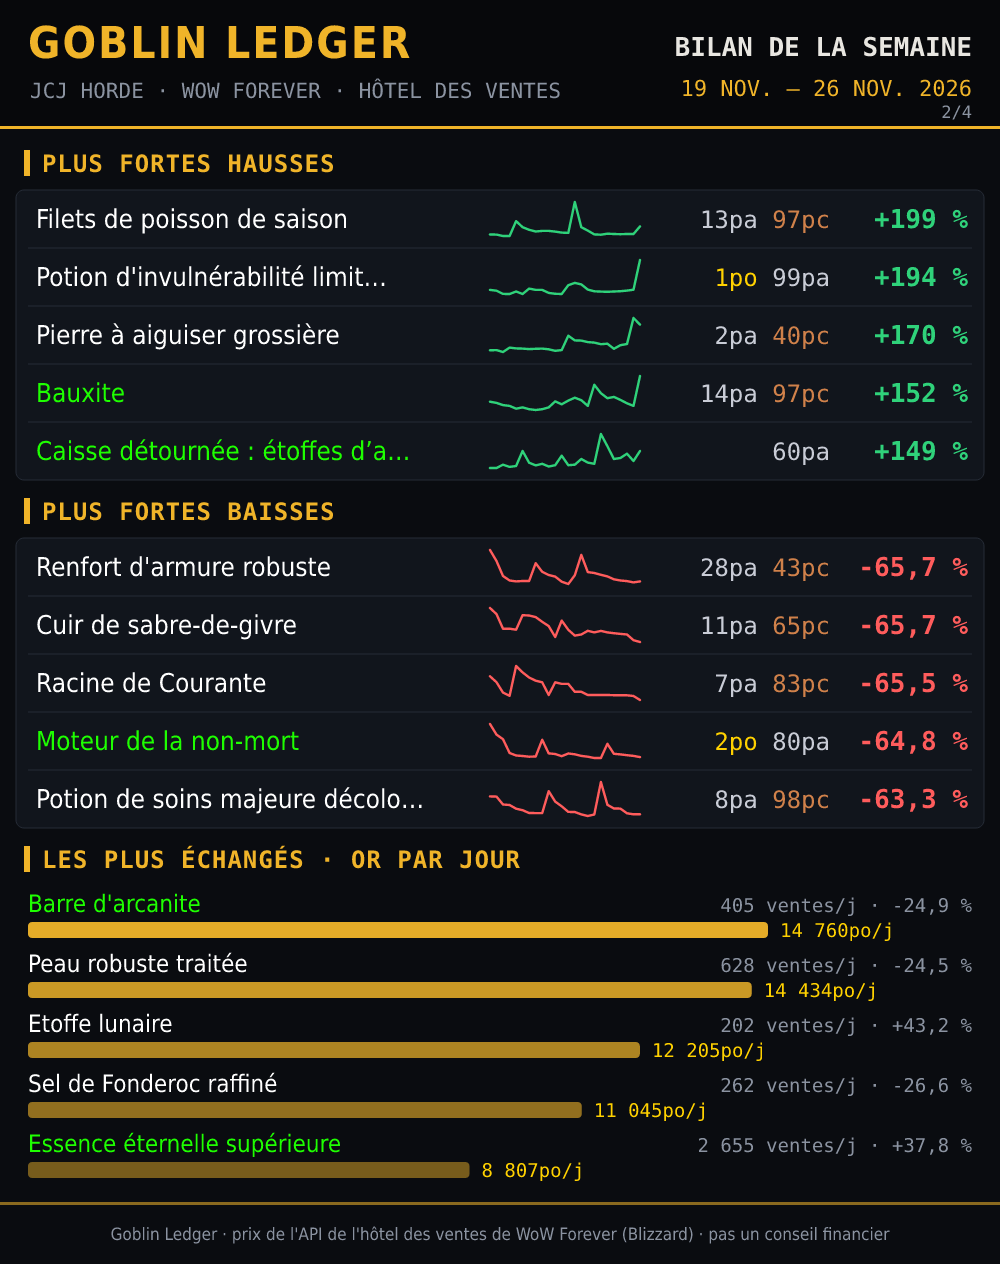 GOBLIN LEDGER
BILAN DE LA SEMAINE
JCJ HORDE · WOW FOREVER · HÔTEL DES VENTES
19 NOV. – 26 NOV. 2026
2/4
PLUS FORTES HAUSSES
Filets de poisson de saison 13pa 97pc +199 %
Potion d'invulnérabilité limit... 1po 99pa +194 %
Pierre à aiguiser grossière 2pa 40pc +170 %
Bauxite 14pa 97pc +152 %
Caisse détournée : étoffes d’a... 60pa +149 %
PLUS FORTES BAISSES
Renfort d'armure robuste 28pa 43pc -65,7 %
Cuir de sabre-de-givre 11pa 65pc -65,7 %
Racine de Courante 7pa 83pc -65,5 %
Moteur de la non-mort 2po 80pa -64,8 %
Potion de soins majeure décolo... 8pa 98pc -63,3 %
LES PLUS ÉCHANGÉS · OR PAR JOUR
Barre d'arcanite 405 ventes/j · -24,9 %
14 760po/j
Peau robuste traitée 628 ventes/j · -24,5 %
14 434po/j
Etoffe lunaire 202 ventes/j · +43,2 %
12 205po/j
Sel de Fonderoc raffiné 262 ventes/j · -26,6 %
11 045po/j
Essence éternelle supérieure 2 655 ventes/j · +37,8 %
8 807po/j
Goblin Ledger · prix de l'API de l'hôtel des ventes de WoW Forever (Blizzard) · pas un conseil financier